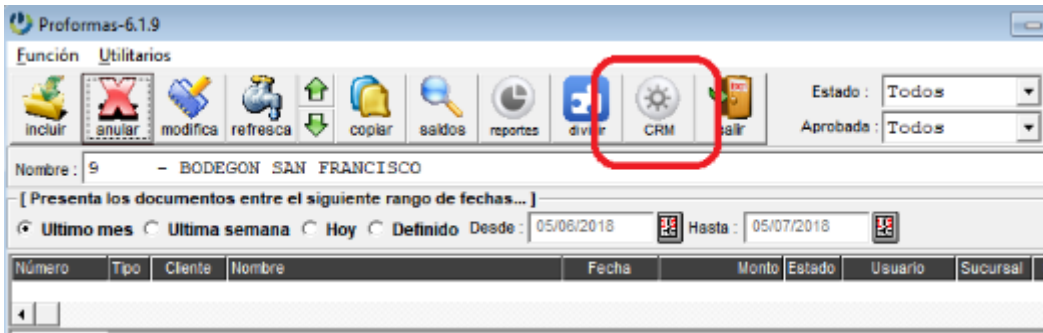 Proformas-6.1.9
Función Utilitarios
incluir anular modifica refresca copiar saldos reportes dividir CRM salir
Estado : Todos
Aprobada : Todos
Nombre : 9 - BODEGON SAN FRANCISCO
[ Presenta los documentos entre el siguiente rango de fechas... ]
Ultimo mes Ultima semana Hoy Definido Desde : 05/06/2018 Hasta : 05/07/2018
Número Tipo Cliente Nombre Fecha Monto Estado Usuario Sucursal